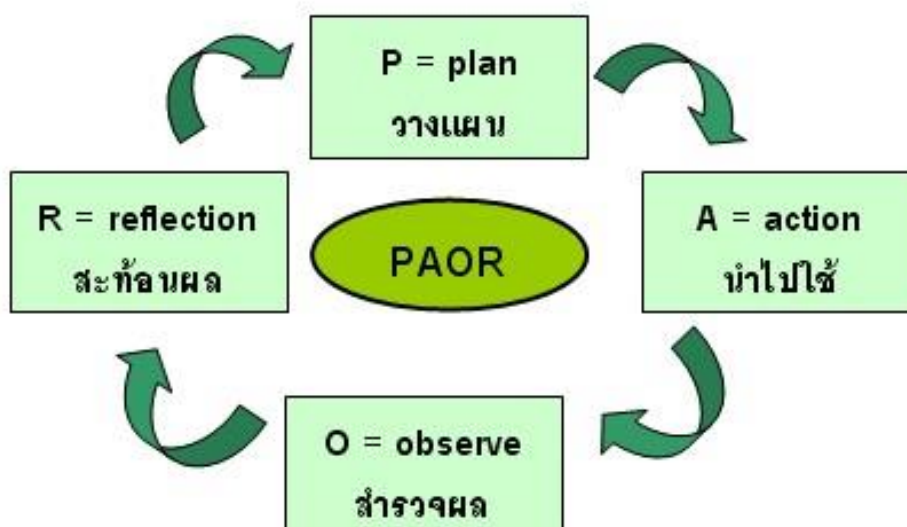 P = plan
วางแผน
A = action
นำไปใช้
O = observe
สำรวจผล
R = reflection
สะท้อนผล
PAOR